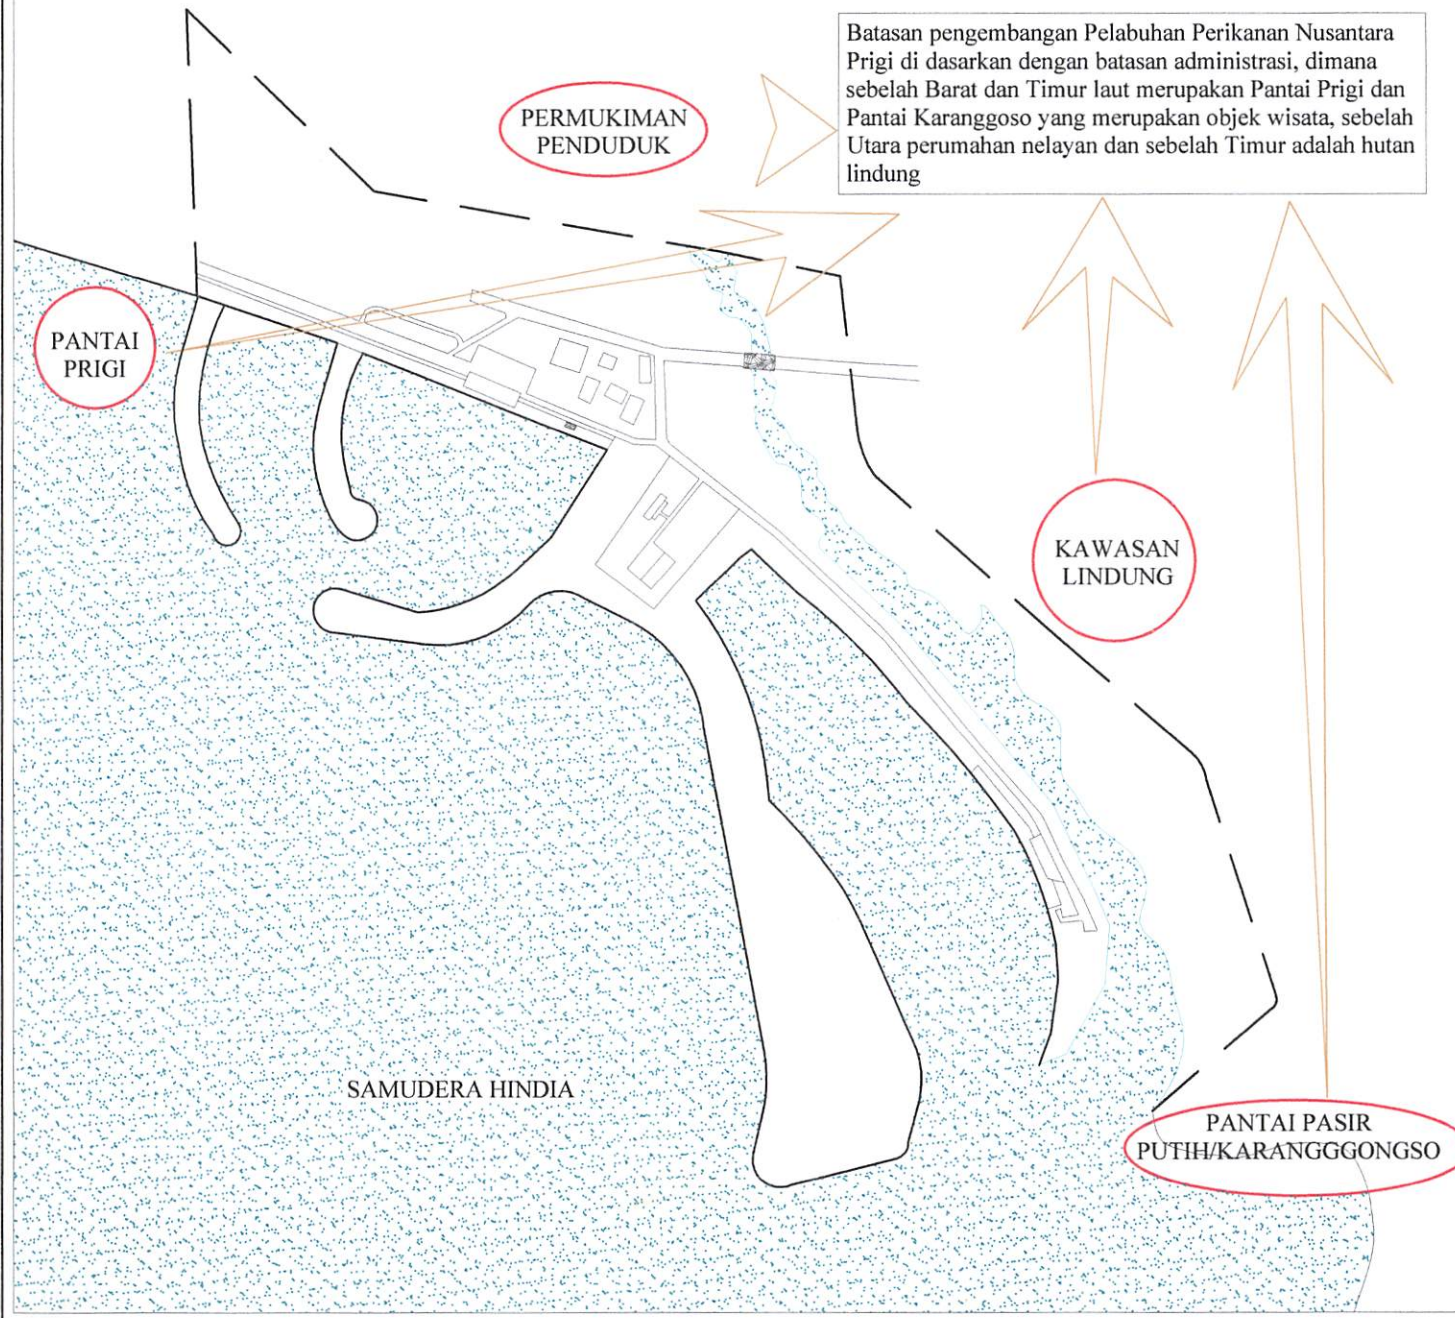 Batasan pengembangan Pelabuhan Perikanan Nusantara
Prigi di dasarkan dengan batasan administrasi, dimana
sebelah Barat dan Timur laut merupakan Pantai Prigi dan
Pantai Karanggoso yang merupakan objek wisata, sebelah
Utara perumahan nelayan dan sebelah Timur adalah hutan
lindung
PERMUKIMAN
PENDUDUK
PANTAI
PRIGI
KAWASAN
LINDUNG
SAMUDERA HINDIA
PANTAI PASIR
PUTIH/KARANGGGONGSO